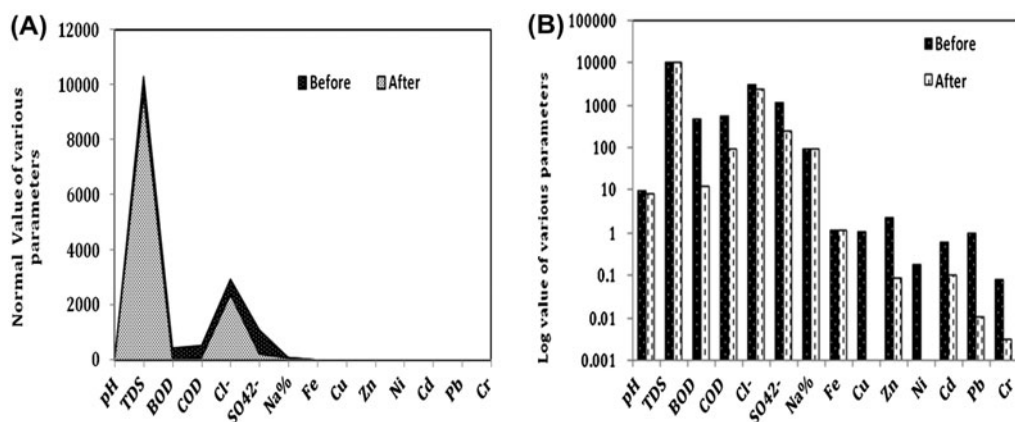 (A)
Normal Value of various
parameters
12000
10000
8000
6000
4000
2000
0
Before
After
pH
TDS
BOD
COD
Cl-
SO42-
Na%
Fe
Cu
Zn
Ni
Cd
Pb
Cr
(B)
Log value of various parameters
100000
10000
1000
100
10
1
0.1
0.01
0.001
Before
After
pH
TDS
BOD
COD
Cl-
SO42-
Na%
Fe
Cu
Zn
Ni
Cd
Pb
Cr